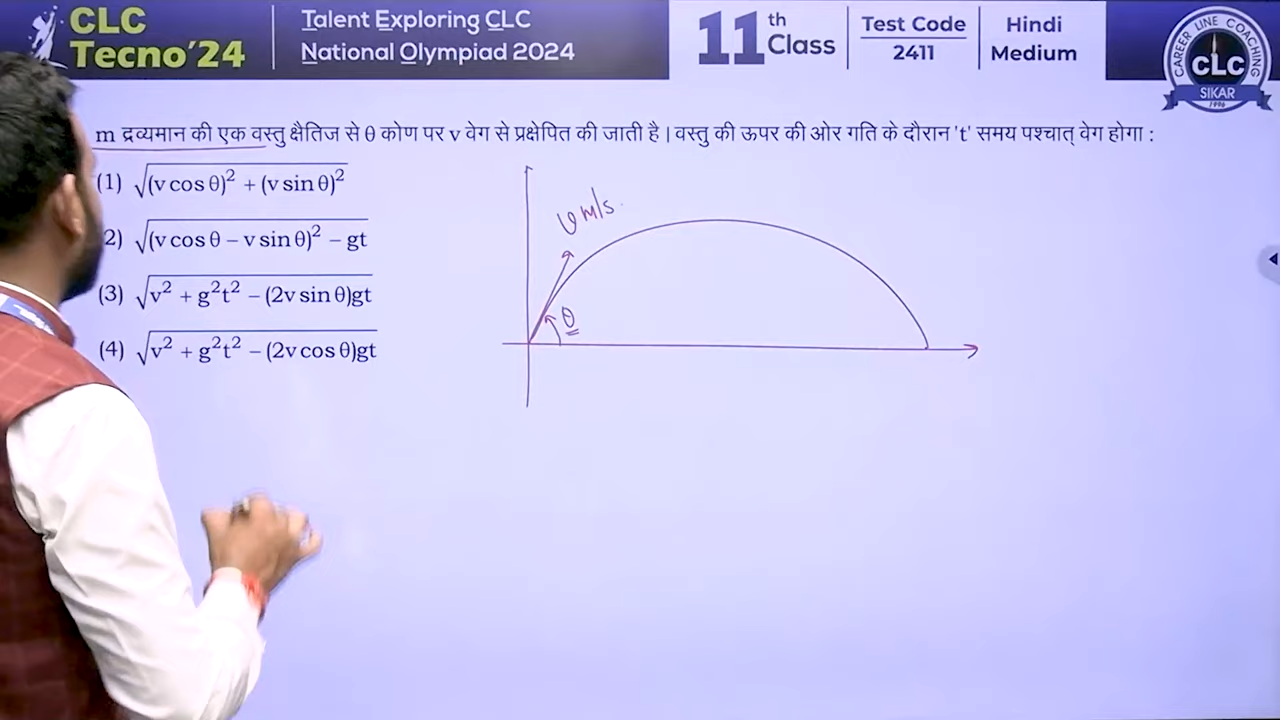 CLC
Tecno'24
Talent Exploring CLC
National Olympiad 2024
11th Class
Test Code
2411
Hindi
Medium
CAREER LINE COACHING
CLC
SIKAR
1996
m द्रव्यमान की एक वस्तु क्षैतिज से θ कोण पर v वेग से प्रक्षेपित की जाती है। वस्तु की ऊपर की ओर गति के दौरान 't' समय पश्चात् वेग होगा :
(1) √(v cos θ)² + (v sin θ)²
2) √(v cos θ − v sin θ)² − gt
(3) √v² + g²t² − (2v sin θ)gt
(4) √v² + g²t² − (2v cos θ)gt
v m/s.
θ